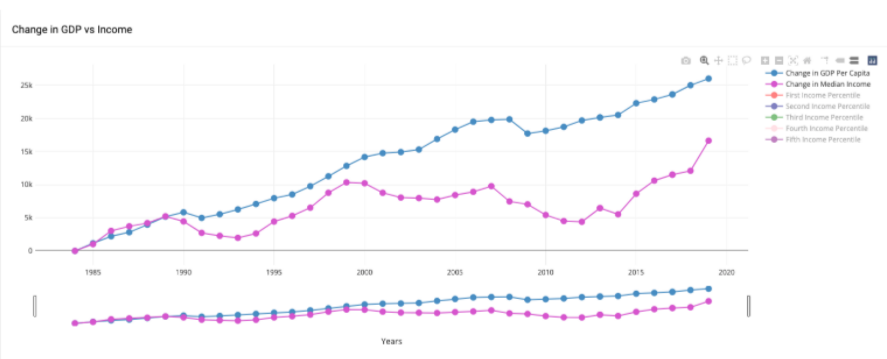 Change in GDP vs Income
Change in GDP Per Capita
Change in Median Income
First Income Percentile
Second Income Percentile
Third Income Percentile
Fourth Income Percentile
Fifth Income Percentile
25k
20k
15k
10k
5k
0
1985 1990 1995 2000 2005 2010 2015 2020
Years